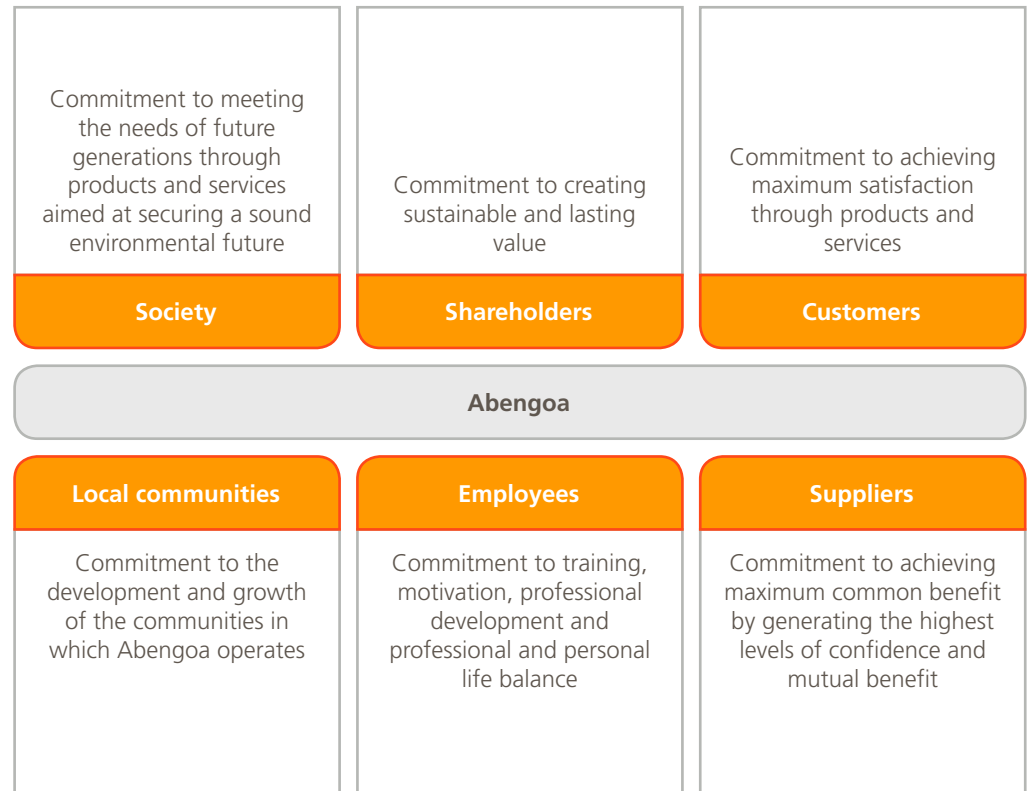 Commitment to meeting
the needs of future
generations through
products and services
aimed at securing a sound
environmental future
Society
Commitment to creating
sustainable and lasting
value
Shareholders
Commitment to achieving
maximum satisfaction
through products and
services
Customers
Abengoa
Local communities
Commitment to the
development and growth
of the communities in
which Abengoa operates
Employees
Commitment to training,
motivation, professional
development and
professional and personal
life balance
Suppliers
Commitment to achieving
maximum common benefit
by generating the highest
levels of confidence and
mutual benefit